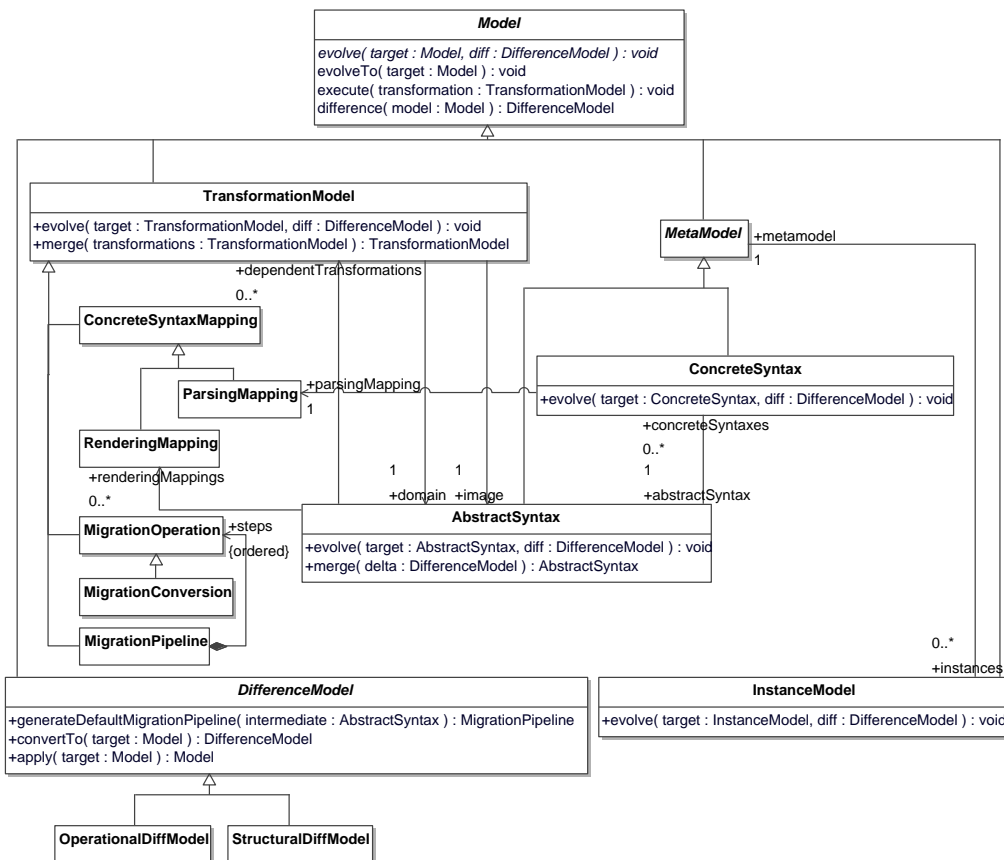 Model
evolve( target : Model, diff : DifferenceModel ) : void
evolveTo( target : Model ) : void
execute( transformation : TransformationModel ) : void
difference( model : Model ) : DifferenceModel
TransformationModel
+evolve( target : TransformationModel, diff : DifferenceModel ) : void
+merge( transformations : TransformationModel ) : TransformationModel
MetaModel
+metamodel
1
+dependentTransformations
0..*
ConcreteSyntaxMapping
ParsingMapping
+parsingMapping
1
ConcreteSyntax
+evolve( target : ConcreteSyntax, diff : DifferenceModel ) : void
+concreteSyntaxes
0..*
RenderingMapping
+renderingMappings
0..*
1
+domain
1
+image
1
+abstractSyntax
AbstractSyntax
+evolve( target : AbstractSyntax, diff : DifferenceModel ) : void
+merge( delta : DifferenceModel ) : AbstractSyntax
MigrationOperation
+steps
{ordered}
MigrationConversion
MigrationPipeline
0..*
+instances
DifferenceModel
+generateDefaultMigrationPipeline( intermediate : AbstractSyntax ) : MigrationPipeline
+convertTo( target : Model ) : DifferenceModel
+apply( target : Model ) : Model
InstanceModel
+evolve( target : InstanceModel, diff : DifferenceModel ) : void
OperationalDiffModel
StructuralDiffModel